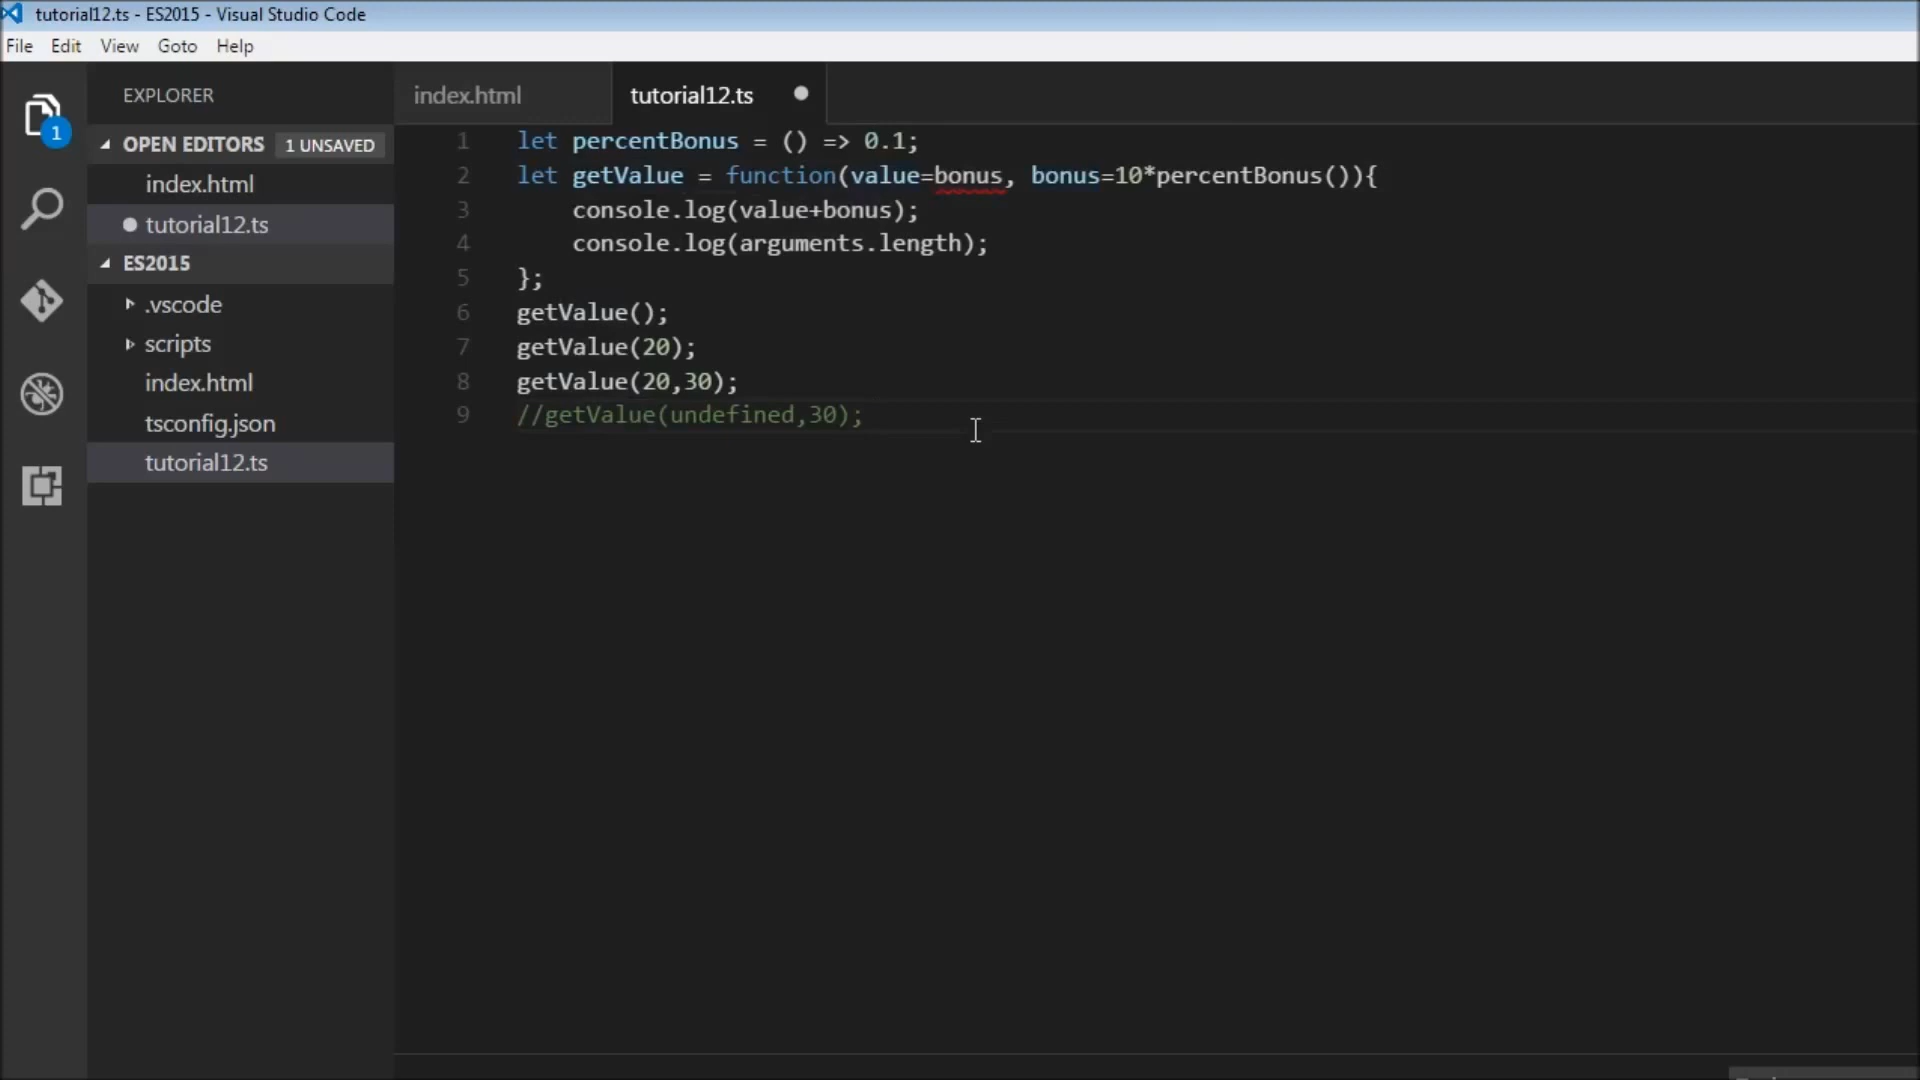 tutorial12.ts - ES2015 - Visual Studio Code
File Edit View Goto Help
EXPLORER
OPEN EDITORS 1 UNSAVED
index.html
tutorial12.ts
ES2015
.vscode
scripts
index.html
tsconfig.json
tutorial12.ts
1
index.html tutorial12.ts
1 let percentBonus = () => 0.1;
2 let getValue = function(value=bonus, bonus=10*percentBonus()){
3 console.log(value+bonus);
4 console.log(arguments.length);
5 };
6 getValue();
7 getValue(20);
8 getValue(20,30);
9 //getValue(undefined,30);